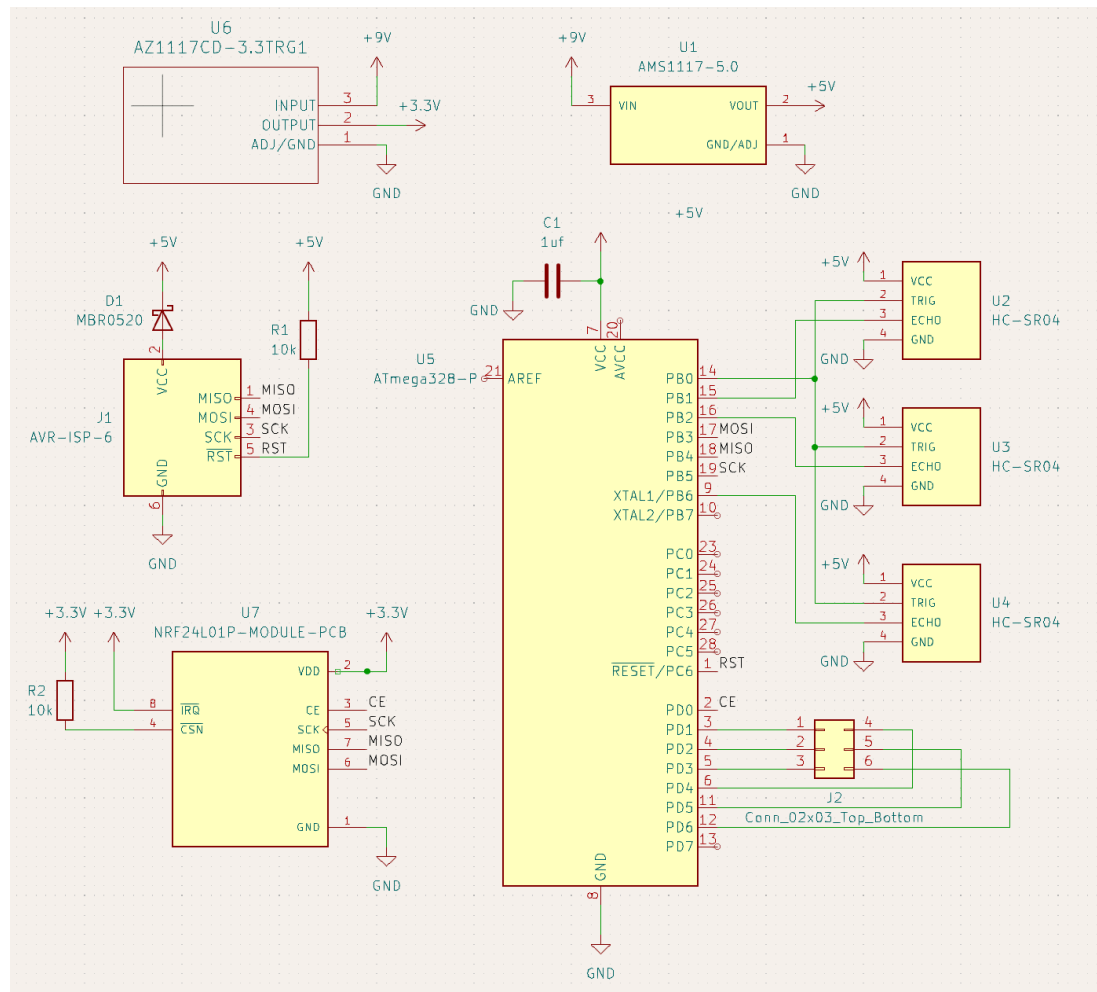 U6
AZ1117CD-3.3TRG1
+9V
INPUT 3
+3.3V
OUTPUT 2
ADJ/GND 1
GND
+9V
U1
AMS1117-5.0
3 VIN
VOUT 2
+5V
GND/ADJ 1
GND
+5V
+5V
D1
MBR0520
R1
10k
2
VCC
J1
AVR-ISP-6
MISO 1 MISO
MOSI 4 MOSI
SCK 3 SCK
RST 5 RST
GND
6
GND
+5V
C1
1uf
GND
7
20
VCC
AVCC
U5
ATmega328-P
21 AREF
PB0 14
PB1 15
PB2 16
PB3 17 MOSI
PB4 18 MISO
PB5 19 SCK
XTAL1/PB6 9
XTAL2/PB7 10
PC0 23
PC1 24
PC2 25
PC3 26
PC4 27
PC5 28
RESET/PC6 1 RST
PD0 2 CE
PD1 3
PD2 4
PD3 5
PD4 6
PD5 11
PD6 12
PD7 13
GND
8
GND
+5V
1 VCC
2 TRIG
3 ECHO
4 GND
GND
U2
HC-SR04
+5V
1 VCC
2 TRIG
3 ECHO
4 GND
GND
U3
HC-SR04
+5V
1 VCC
2 TRIG
3 ECHO
4 GND
GND
U4
HC-SR04
1 4
2 5
3 6
J2
Conn_02x03_Top_Bottom
+3.3V +3.3V
U7
NRF24L01P-MODULE-PCB
+3.3V
R2
10k
VDD 2
8 IRQ
4 CSN
CE 3 CE
SCK 5 SCK
MISO 7 MISO
MOSI 6 MOSI
GND 1
GND